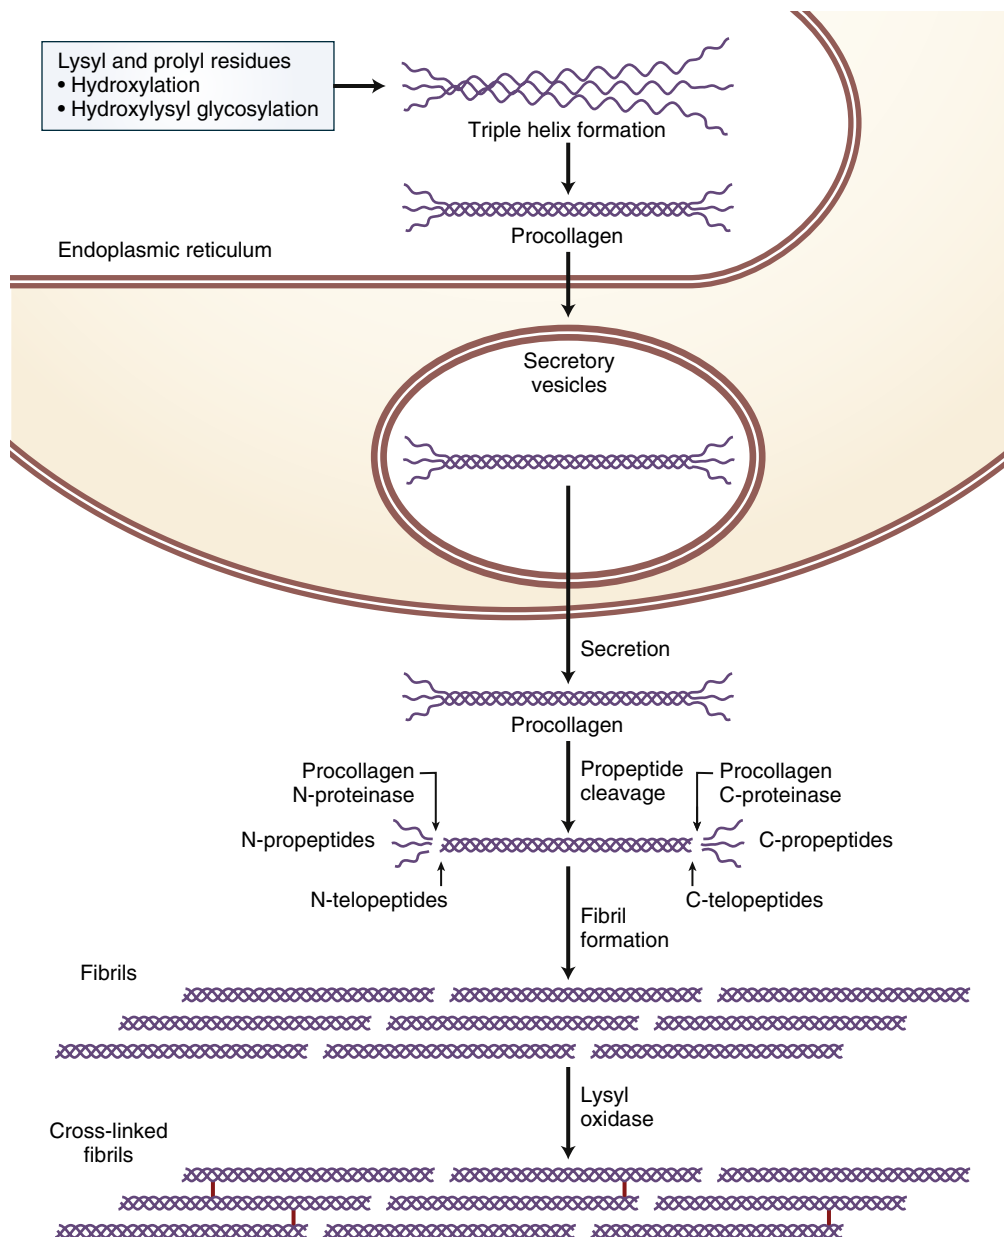 Lysyl and prolyl residues
• Hydroxylation
• Hydroxylysyl glycosylation
Triple helix formation
Procollagen
Endoplasmic reticulum
Secretory
vesicles
Secretion
Procollagen
Procollagen
N-proteinase
Propeptide
cleavage
Procollagen
C-proteinase
N-propeptides
C-propeptides
N-telopeptides
C-telopeptides
Fibril
formation
Fibrils
Lysyl
oxidase
Cross-linked
fibrils